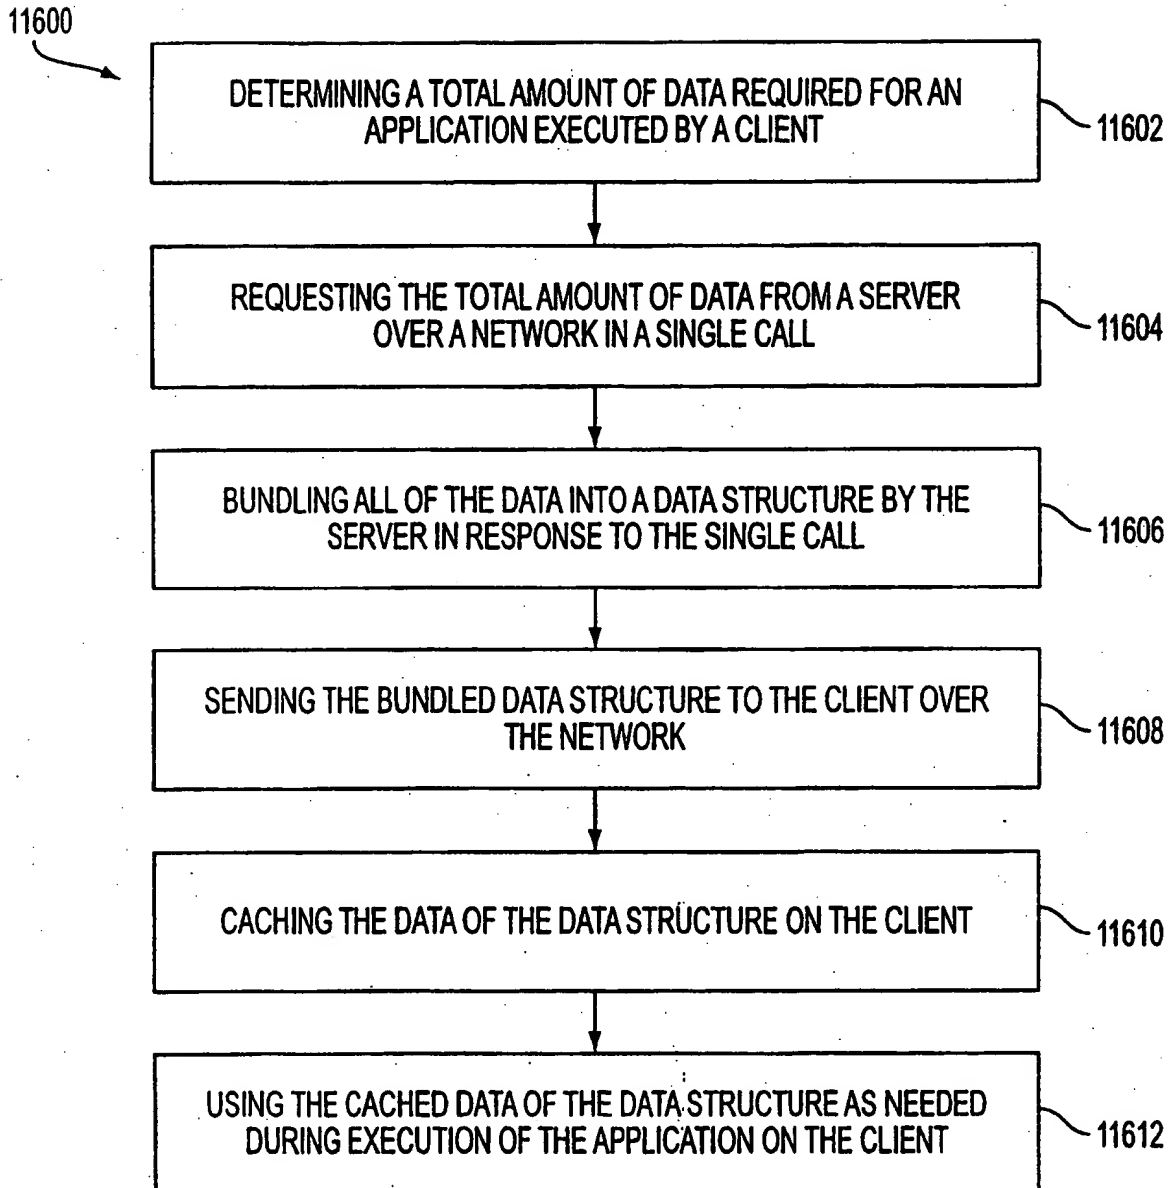 11600
DETERMINING A TOTAL AMOUNT OF DATA REQUIRED FOR AN
APPLICATION EXECUTED BY A CLIENT
11602
REQUESTING THE TOTAL AMOUNT OF DATA FROM A SERVER
OVER A NETWORK IN A SINGLE CALL
11604
BUNDLING ALL OF THE DATA INTO A DATA STRUCTURE BY THE
SERVER IN RESPONSE TO THE SINGLE CALL
11606
SENDING THE BUNDLED DATA STRUCTURE TO THE CLIENT OVER
THE NETWORK
11608
CACHING THE DATA OF THE DATA STRUCTURE ON THE CLIENT
11610
USING THE CACHED DATA OF THE DATA STRUCTURE AS NEEDED
DURING EXECUTION OF THE APPLICATION ON THE CLIENT
11612